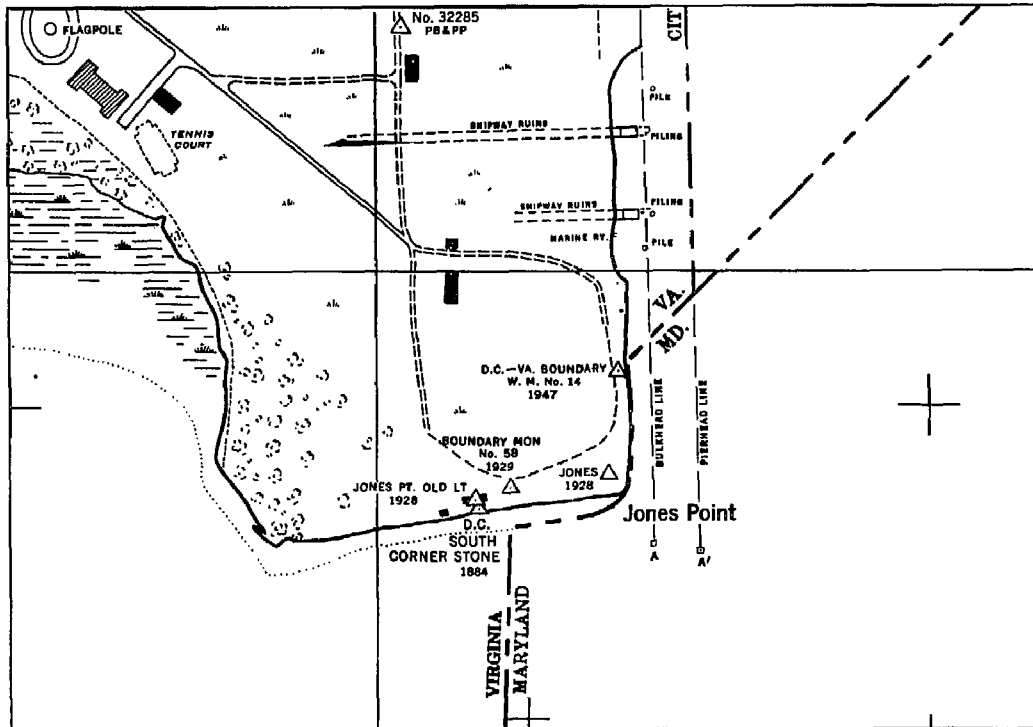 FLAGPOLE
No. 32285
PB&PP
CIT
PILE
TENNIS
COURT
SHIPWAY RUINS
PILING
SHIPWAY RUINS
PILING
MARINE RY.
PILE
VA.
MD.
D.C.—VA. BOUNDARY
W. M. No. 14
1947
BULKHEAD LINE
PIERHEAD LINE
BOUNDARY MON
No. 58
1929
JONES
1928
JONES PT. OLD LT
1928
Jones Point
D.C.
SOUTH
CORNER STONE
1884
A
A'
VIRGINIA
MARYLAND